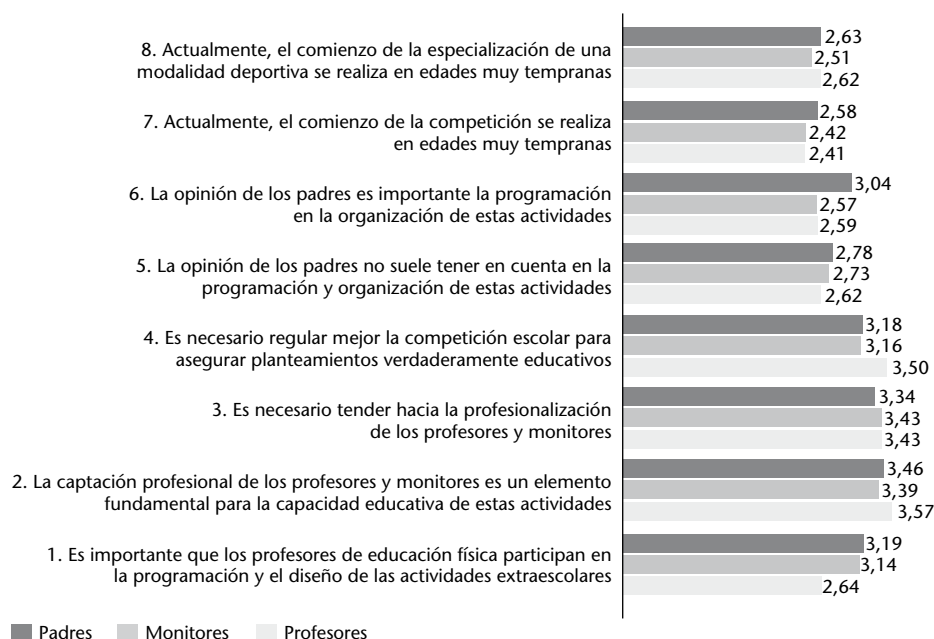 8. Actualmente, el comienzo de la especialización de una
modalidad deportiva se realiza en edades muy tempranas
2,63
2,51
2,62
7. Actualmente, el comienzo de la competición se realiza
en edades muy tempranas
2,58
2,42
2,41
6. La opinión de los padres es importante la programación
en la organización de estas actividades
3,04
2,57
2,59
5. La opinión de los padres no suele tener en cuenta en la
programación y organización de estas actividades
2,78
2,73
2,62
4. Es necesario regular mejor la competición escolar para
asegurar planteamientos verdaderamente educativos
3,18
3,16
3,50
3. Es necesario tender hacia la profesionalización
de los profesores y monitores
3,34
3,43
3,43
2. La captación profesional de los profesores y monitores es un elemento
fundamental para la capacidad educativa de estas actividades
3,46
3,39
3,57
1. Es importante que los profesores de educación física participan en
la programación y el diseño de las actividades extraescolares
3,19
3,14
2,64
Padres Monitores Profesores